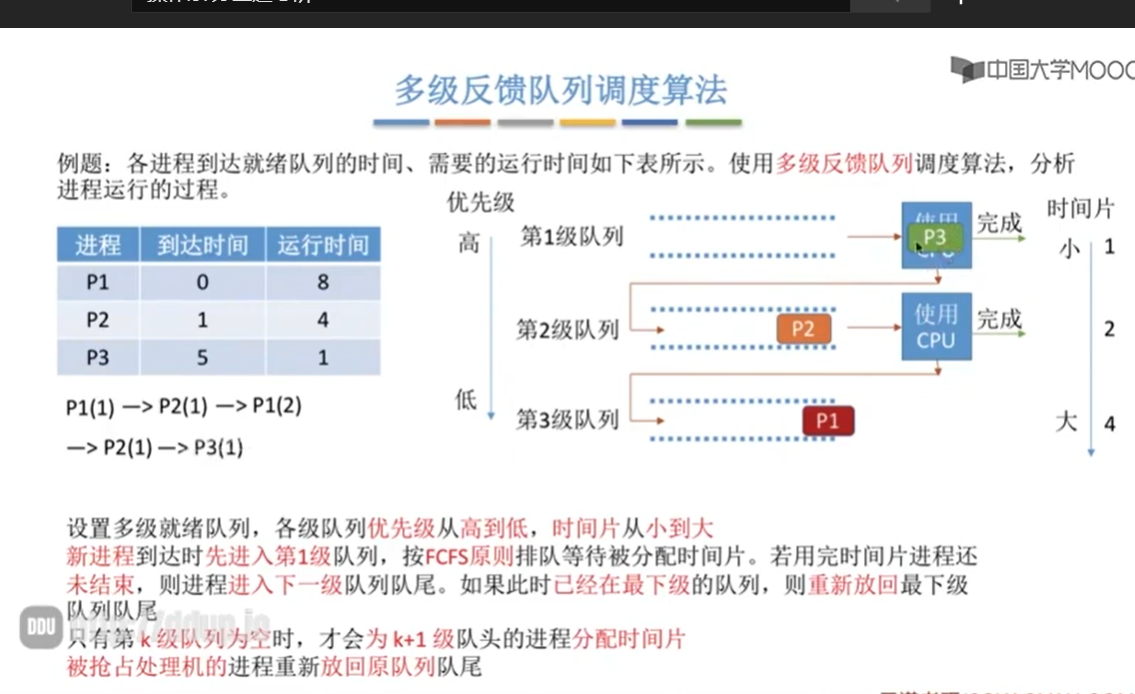 中国大学MOOC
多级反馈队列调度算法
例题：各进程到达就绪队列的时间、需要的运行时间如下表所示。使用多级反馈队列调度算法，分析
进程运行的过程。
进程 到达时间 运行时间
P1 0 8
P2 1 4
P3 5 1
P1(1) —> P2(1) —> P1(2)
—> P2(1) —> P3(1)
优先级
高
低
第1级队列
P3
完成
第2级队列
P2
使用
CPU
完成
第3级队列
P1
时间片
小 1
2
大 4
设置多级就绪队列，各级队列优先级从高到低，时间片从小到大
新进程到达时先进入第1级队列，按FCFS原则排队等待被分配时间片。若用完时间片进程还
未结束，则进程进入下一级队列队尾。如果此时已经在最下级的队列，则重新放回最下级
队列队尾
只有第 k 级队列为空时，才会为 k+1 级队头的进程分配时间片
被抢占处理机的进程重新放回原队列队尾
DDU